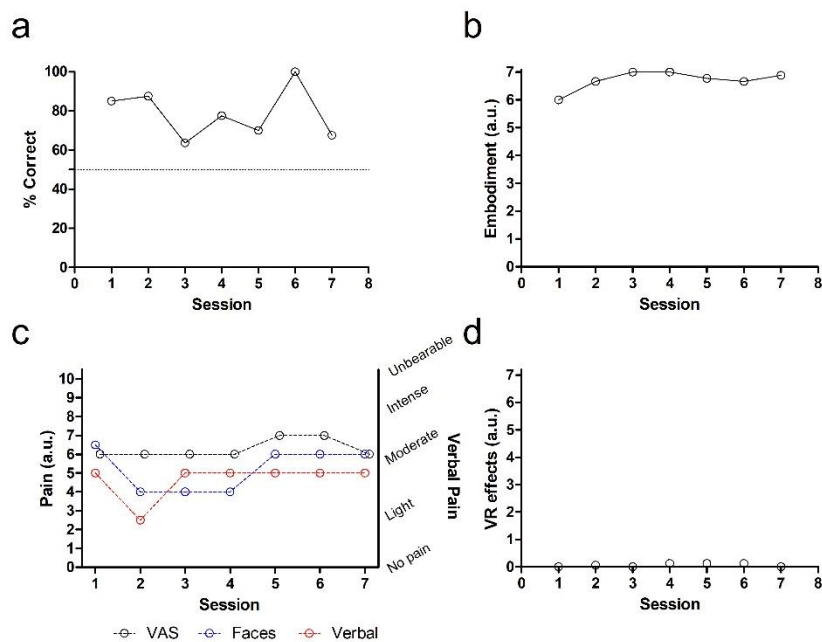 a
% Correct
100
80
60
40
20
0
0 1 2 3 4 5 6 7 8
Session
b
Embodiment (a.u.)
7
6
5
4
3
2
1
0
0 1 2 3 4 5 6 7 8
Session
c
Pain (a.u.)
10
9
8
7
6
5
4
3
2
1
0
1 2 3 4 5 6 7
Session
Unbearable
Intense
Moderate
Light
No pain
Verbal Pain
VAS Faces Verbal
d
VR effects (a.u.)
7
6
5
4
3
2
1
0
0 1 2 3 4 5 6 7 8
Session